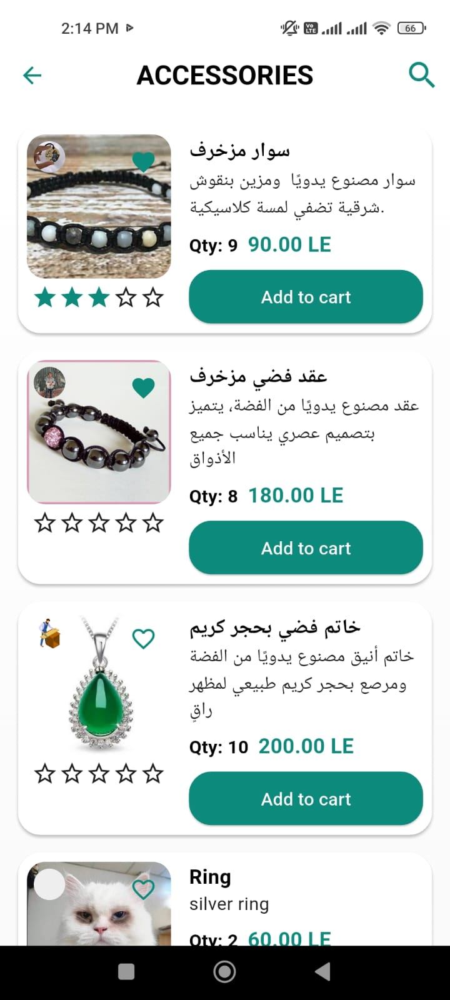 2:14 PM
Vo LTE
66
ACCESSORIES
سوار مزخرف
سوار مصنوع يدويًا  ومزين بنقوش
شرقية تضفي لمسة كلاسيكية.
Qty: 9 90.00 LE
Add to cart
عقد فضي مزخرف
عقد مصنوع يدويًا من الفضة، يتميز
بتصميم عصري يناسب جميع
الأذواق
Qty: 8 180.00 LE
Add to cart
خاتم فضي بحجر كريم
خاتم أنيق مصنوع يدويًا من الفضة
ومرصع بحجر كريم طبيعي لمظهر
راقٍ
Qty: 10 200.00 LE
Add to cart
Ring
silver ring
Qty: 2 60.00 LE